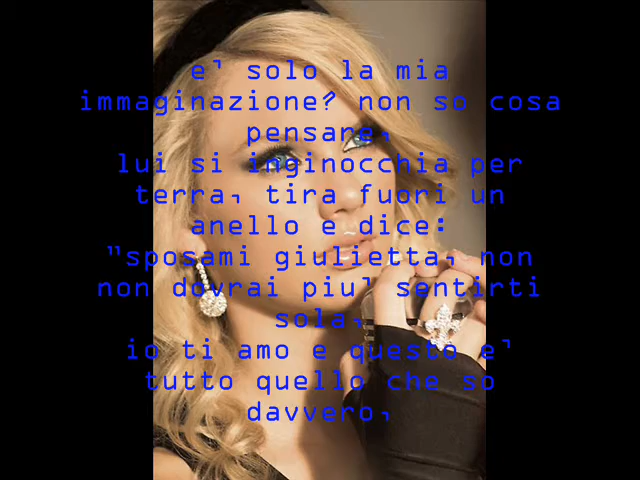 e' solo la mia
immaginazione? non so cosa
pensare,
lui si inginocchia per
terra, tira fuori un
anello e dice:
"sposami giulietta, non
non dovrai piu' sentirti
sola,
io ti amo e questo e'
tutto quello che so
davvero,